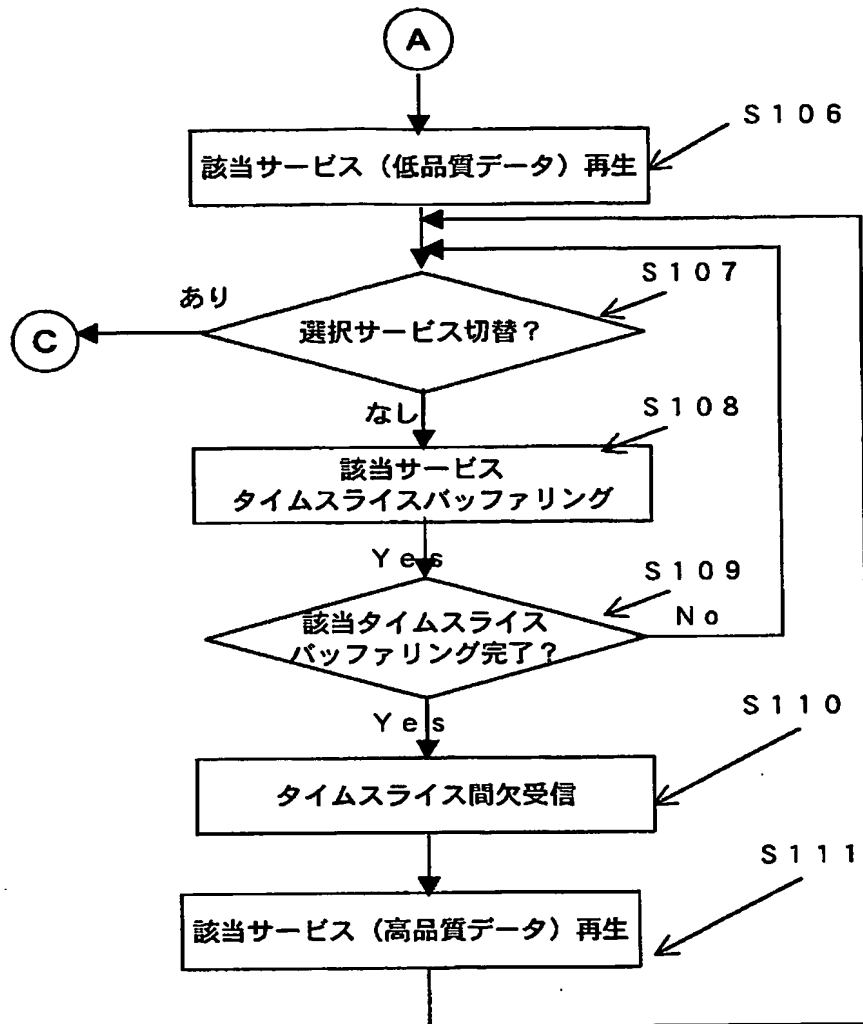 A
S106
該当サービス（低品質データ）再生
S107
あり
選択サービス切替？
C
なし
S108
該当サービス
タイムスライスバッファリング
Yes
S109
該当タイムスライス
バッファリング完了？
No
Yes
S110
タイムスライス間欠受信
S111
該当サービス（高品質データ）再生